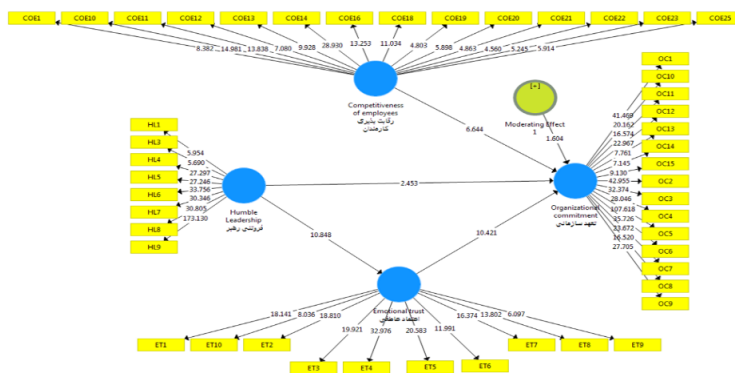 COE1
COE10
COE11
COE12
COE13
COE14
COE16
COE18
COE19
COE20
COE21
COE22
COE23
COE25
8.382
14.981
13.838
7.080
9.928
28.930
13.253
11.034
4.803
5.898
4.863
4.560
5.245
5.914
Competitiveness
of employees
رقابت پذیری
کارمندان
[+]
Moderating Effect
1
6.644
1.604
HL1
HL3
HL4
HL5
HL6
HL7
HL8
HL9
5.954
5.690
27.297
27.246
33.756
30.346
30.805
173.130
Humble
Leadership
فروتنی رهبر
2.453
10.848
10.421
Organizational
commitment
تعهد سازمانی
41.469
20.162
16.574
22.967
7.761
7.145
9.130
42.955
32.374
28.046
107.618
35.726
23.672
16.520
27.705
OC1
OC10
OC11
OC12
OC13
OC14
OC15
OC2
OC3
OC4
OC5
OC6
OC7
OC8
OC9
Emotional trust
اعتماد عاطفی
18.141
8.036
18.810
19.921
32.976
20.583
11.991
16.374
13.802
6.097
ET1
ET10
ET2
ET3
ET4
ET5
ET6
ET7
ET8
ET9